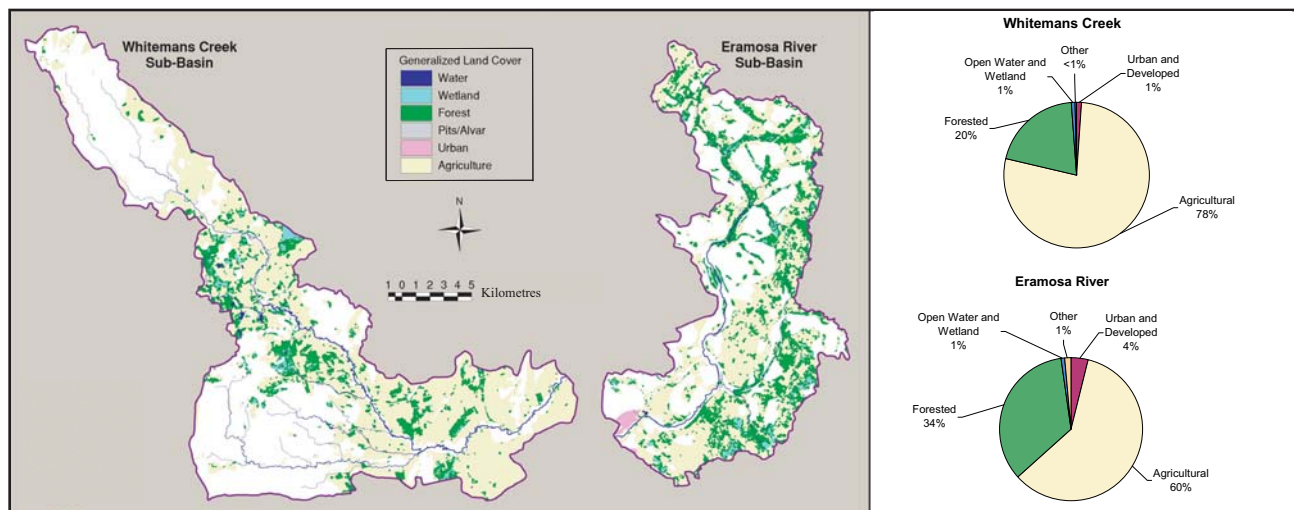 Whitemans Creek
Sub-Basin
Generalized Land Cover
Water
Wetland
Forest
Pits/Alvar
Urban
Agriculture
N
1 0 1 2 3 4 5 Kilometres
Eramosa River
Sub-Basin
Whitemans Creek
Other
<1%
Open Water and
Wetland
1%
Urban and
Developed
1%
Forested
20%
Agricultural
78%
Eramosa River
Open Water and
Wetland
1%
Other
1%
Urban and
Developed
4%
Forested
34%
Agricultural
60%